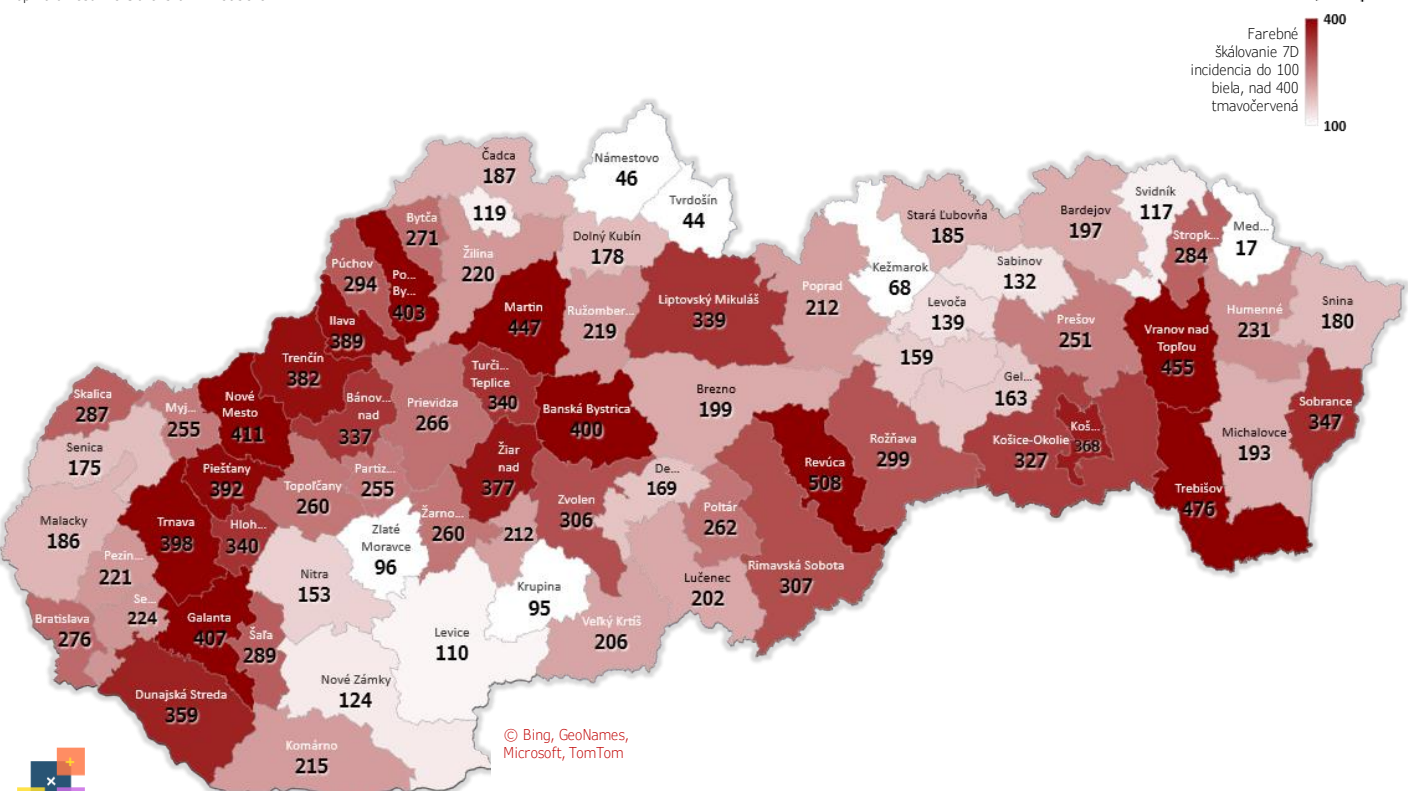 400
Farebné
škálovanie 7D
incidencia do 100
biela, nad 400
tmavočervená
100
Čadca
187
Námestovo
46
Tvrdošín
44
119
Bytča
271
Žilina
220
Dolný Kubín
178
Stará Ľubovňa
185
Bardejov
197
Svidník
117
Stropk...
284
Med...
17
Púchov
294
Po...
By...
403
Kežmarok
68
Sabinov
132
Ilava
389
Martin
447
Ružomber...
219
Liptovský Mikuláš
339
Poprad
212
Levoča
139
Prešov
251
Vranov nad
Topľou
455
Humenné
231
Snina
180
Trenčín
382
Turči...
Teplice
340
159
Gel...
163
Skalica
287
Myj...
255
Nové
Mesto
411
Bánov...
nad
337
Prievidza
266
Banská Bystrica
400
Brezno
199
Sobrance
347
Senica
175
Piešťany
392
Topoľčany
260
Partiz...
255
Žiar
nad
377
Rožňava
299
Košice-Okolie
327
Koš...
368
Michalovce
193
De...
169
Revúca
508
Trebišov
476
Malacky
186
Trnava
398
Hloh...
340
Zlaté
Moravce
96
Žarno...
260
212
Zvolen
306
Poltár
262
Pezin...
221
Nitra
153
Krupina
95
Lučenec
202
Rimavská Sobota
307
Bratislava
276
Se...
224
Galanta
407
Šaľa
289
Levice
110
Veľký Krtíš
206
Dunajská Streda
359
Nové Zámky
124
Komárno
215
© Bing, GeoNames,
Microsoft, TomTom